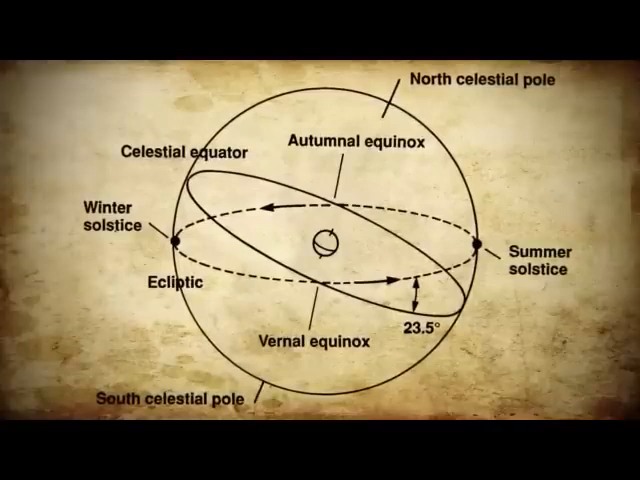 North celestial pole
Autumnal equinox
Celestial equator
Winter
solstice
Summer
solstice
Ecliptic
23.5°
Vernal equinox
South celestial pole